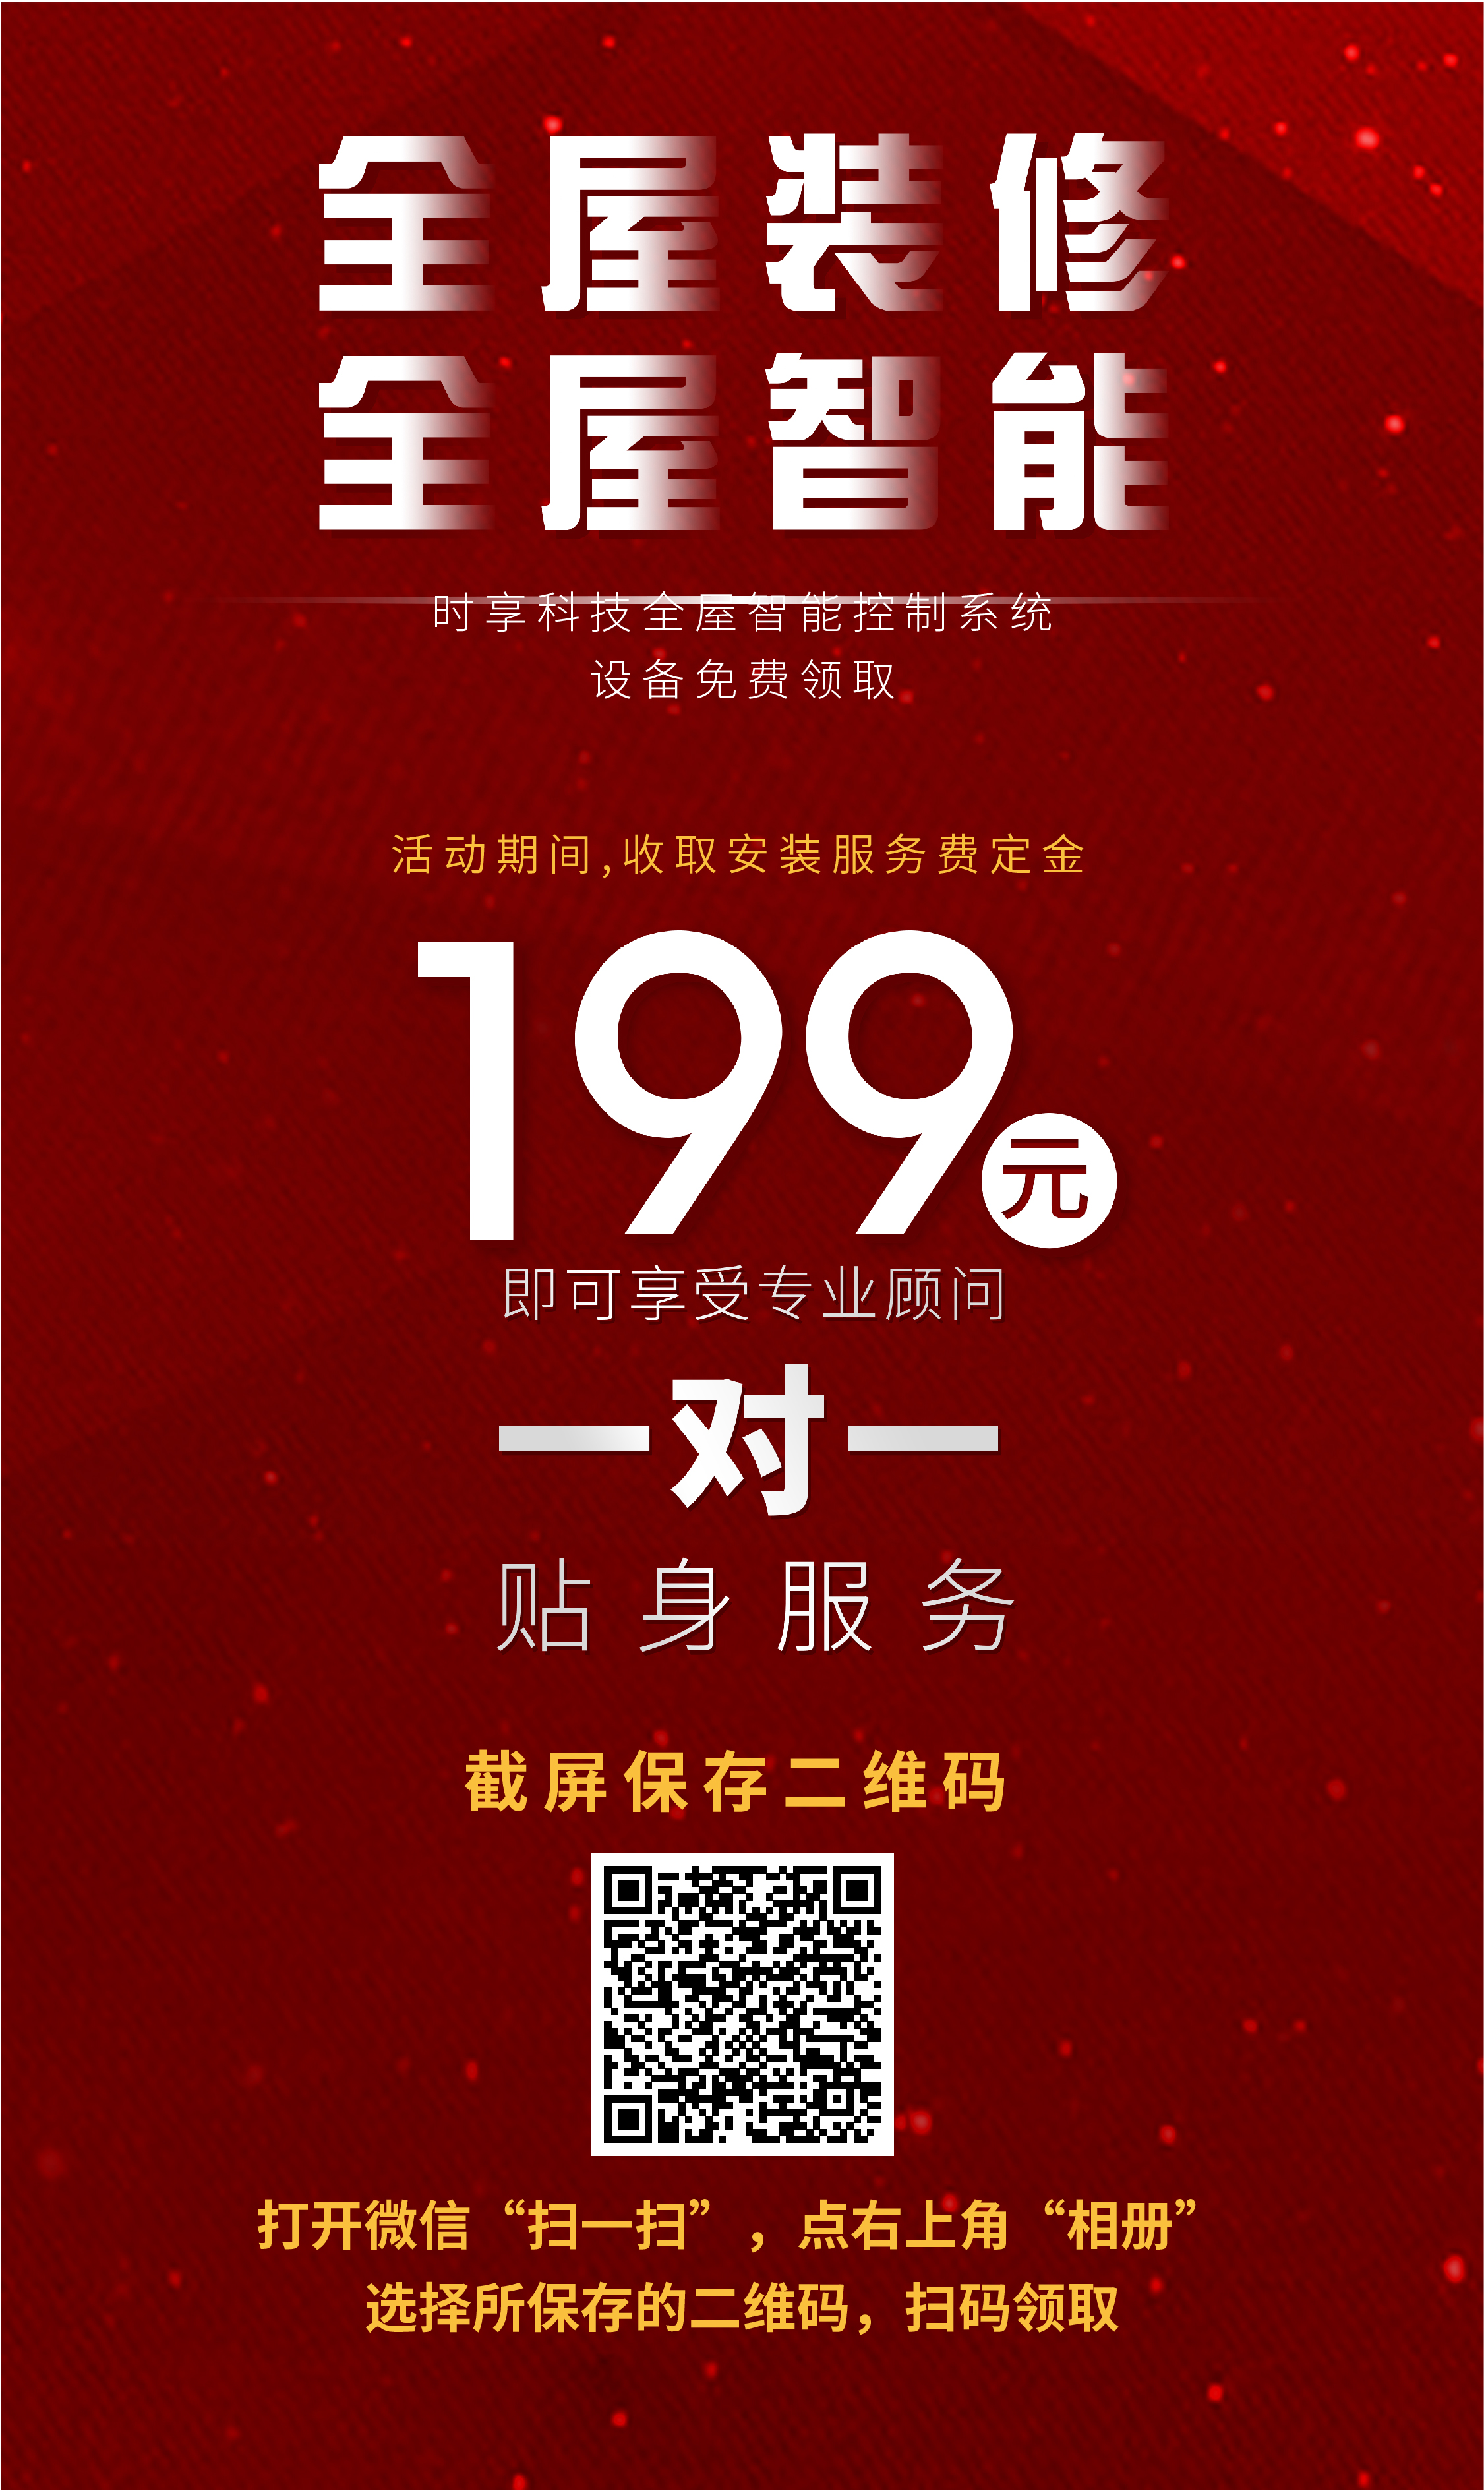 全屋装修
全屋智能
时享科技全屋智能控制系统
设备免费领取
活动期间,收取安装服务费定金
199元
即可享受专业顾问
一对一
贴身服务
截屏保存二维码
打开微信“扫一扫”，点右上角“相册”
选择所保存的二维码，扫码领取